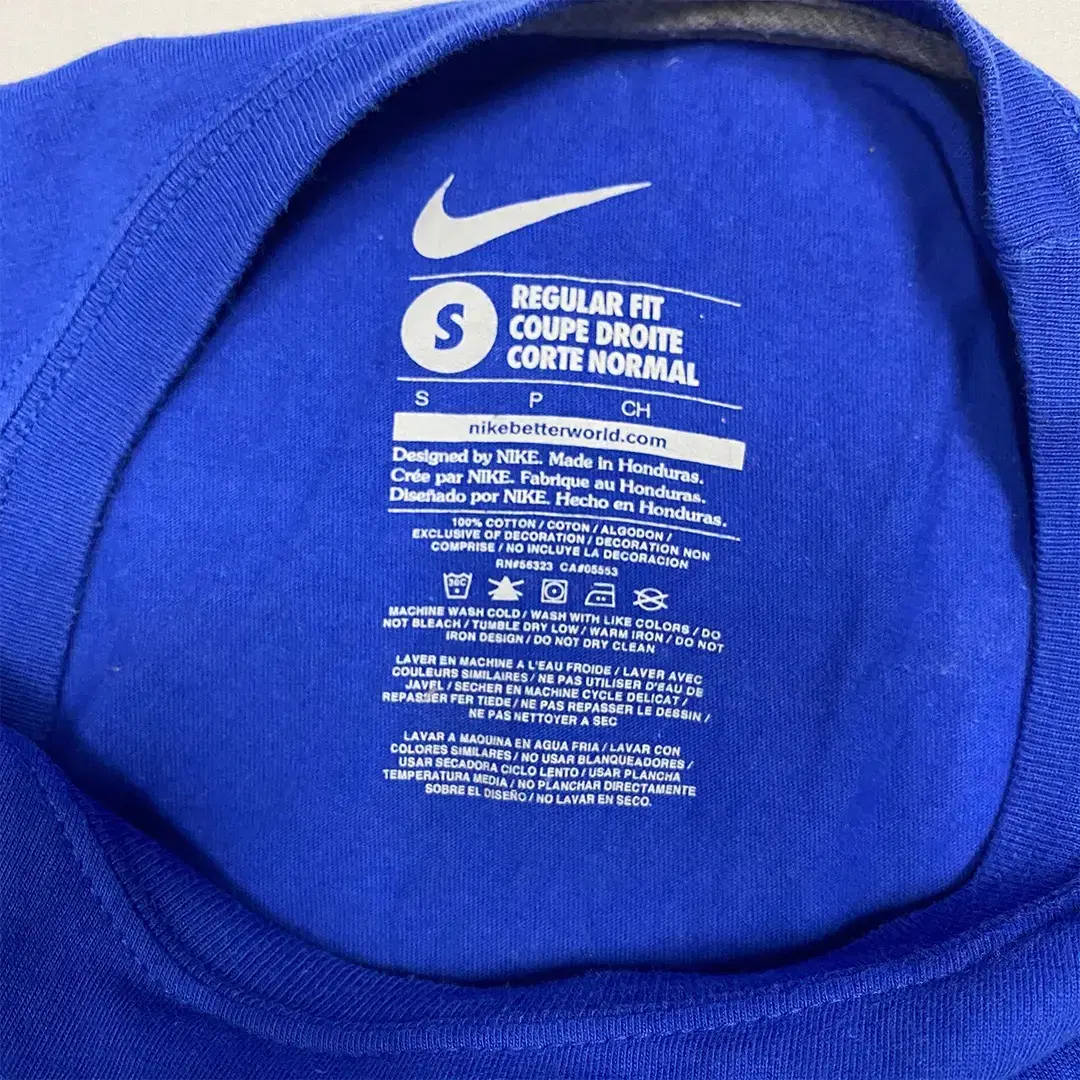 S
REGULAR FIT
COUPE DROITE
CORTE NORMAL
S P CH
nikebetterworld.com
Designed by NIKE. Made in Honduras.
Crée par NIKE. Fabrique au Honduras.
Diseñado por NIKE. Hecho en Honduras.
100% COTTON / COTON / ALGODON /
EXCLUSIVE OF DECORATION / DECORATION NON
COMPRISE / NO INCLUYE LA DECORACION
RN#56323 CA#05553
30C
MACHINE WASH COLD / WASH WITH LIKE COLORS / DO
NOT BLEACH / TUMBLE DRY LOW / WARM IRON / DO NOT
IRON DESIGN / DO NOT DRY CLEAN
LAVER EN MACHINE A L'EAU FROIDE / LAVER AVEC
COULEURS SIMILAIRES / NE PAS UTILISER D'EAU DE
JAVEL / SECHER EN MACHINE CYCLE DELICAT /
REPASSER FER TIEDE / NE PAS REPASSER LE DESSIN /
NE PAS NETTOYER A SEC
LAVAR A MAQUINA EN AGUA FRIA / LAVAR CON
COLORES SIMILARES / NO USAR BLANQUEADORES /
USAR SECADORA CICLO LENTO / USAR PLANCHA
TEMPERATURA MEDIA / NO PLANCHAR DIRECTAMENTE
SOBRE EL DISEÑO / NO LAVAR EN SECO.